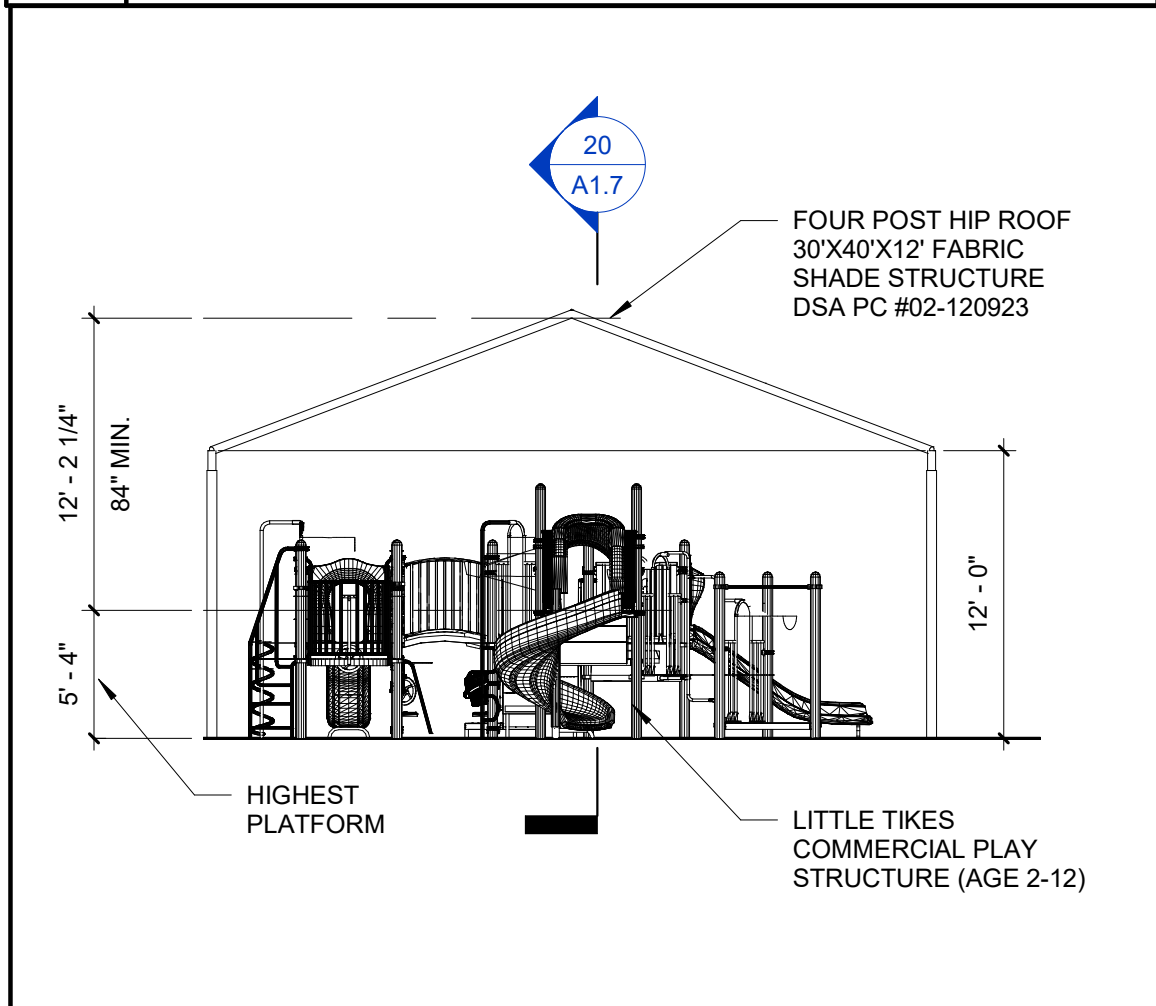 20
A1.7
FOUR POST HIP ROOF
30'X40'X12' FABRIC
SHADE STRUCTURE
DSA PC #02-120923
12' - 2 1/4"
84" MIN.
12' - 0"
5' - 4"
HIGHEST
PLATFORM
LITTLE TIKES
COMMERCIAL PLAY
STRUCTURE (AGE 2-12)